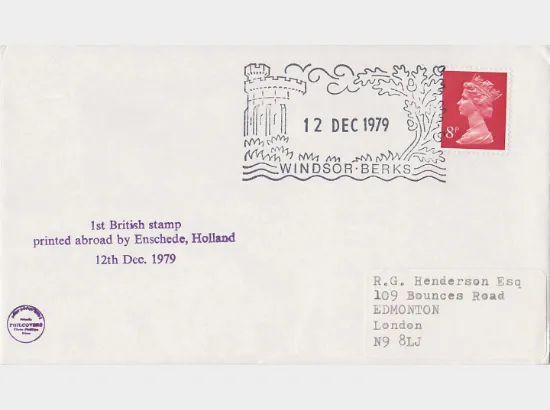 12 DEC 1979
8P
WINDSOR·BERKS
1st British stamp
printed abroad by Enschede, Holland
12th Dec. 1979
PHILCOVERS
R.G. Henderson Esq
109 Bounces Road
EDMONTON
London
N9 8LJ